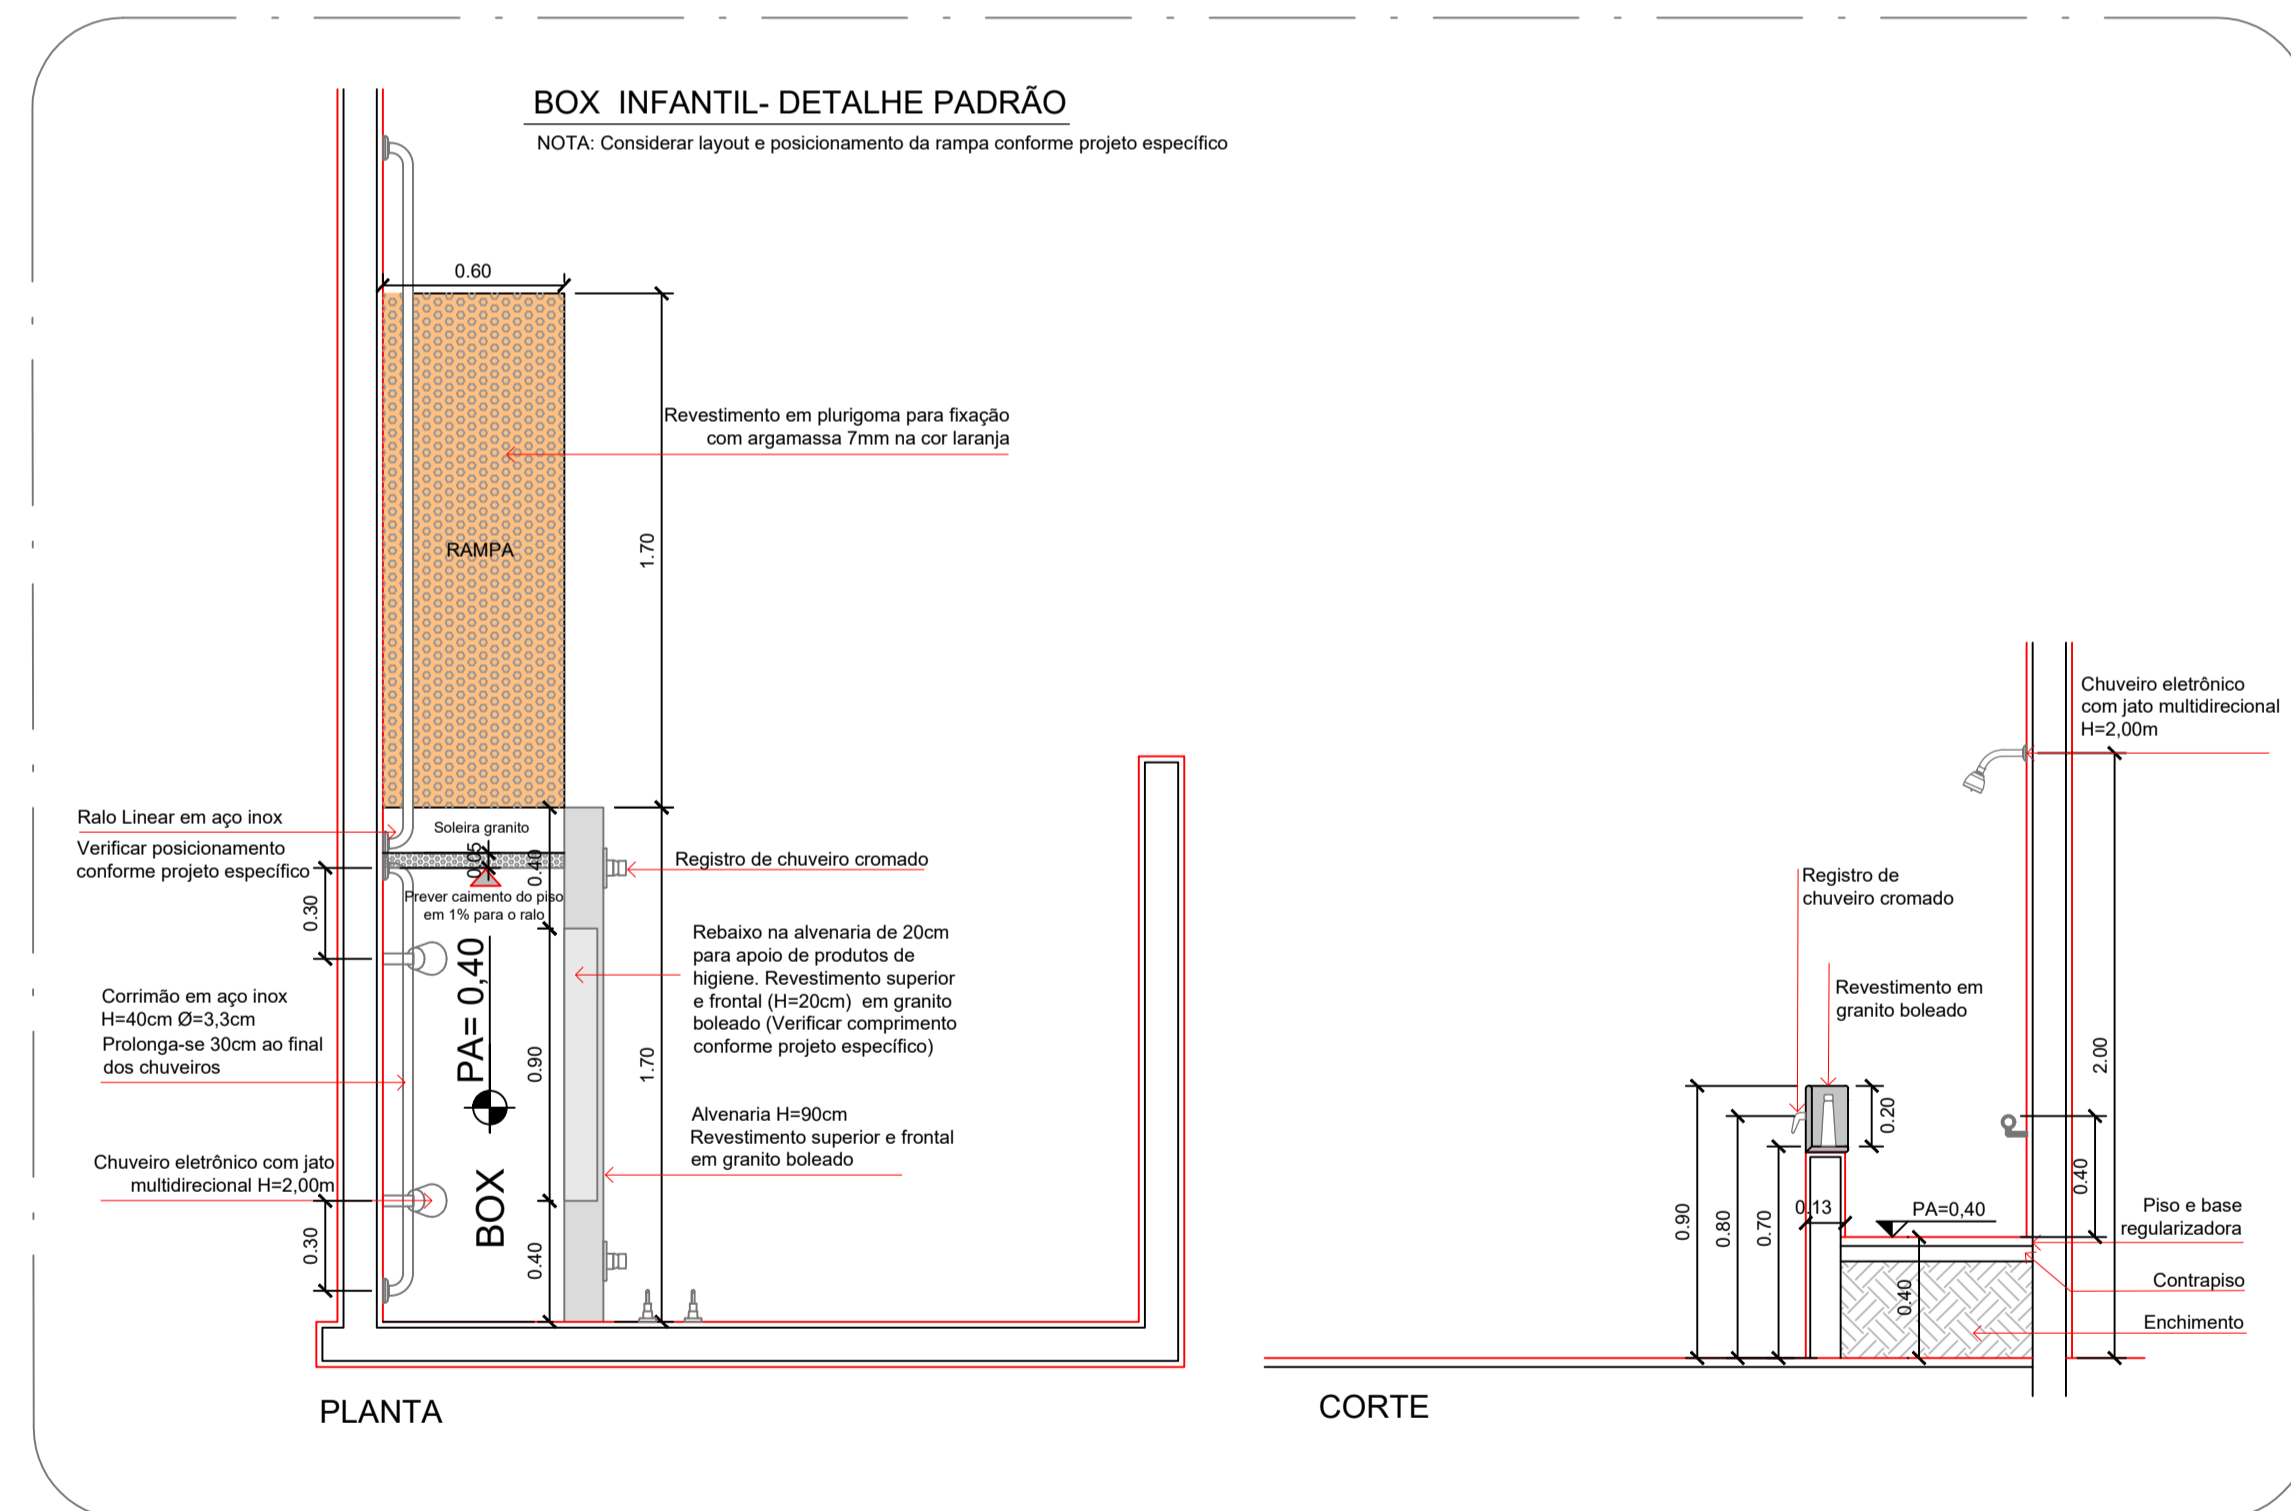 BOX INFANTIL- DETALHE PADRÃO
NOTA: Considerar layout e posicionamento da rampa conforme projeto específico
0.60
Revestimento em plurigoma para fixação
com argamassa 7mm na cor laranja
RAMPA
1.70
Ralo Linear em aço inox
Verificar posicionamento
conforme projeto específico
Soleira granito
0.05
0.40
Prever caimento do piso
em 1% para o ralo
Registro de chuveiro cromado
0.30
Rebaixo na alvenaria de 20cm
para apoio de produtos de
higiene. Revestimento superior
e frontal (H=20cm) em granito
boleado (Verificar comprimento
conforme projeto específico)
Corrimão em aço inox
H=40cm Ø=3,3cm
Prolonga-se 30cm ao final
dos chuveiros
BOX PA= 0,40
0.90
1.70
Alvenaria H=90cm
Revestimento superior e frontal
em granito boleado
Chuveiro eletrônico com jato
multidirecional H=2,00m
0.30
0.40
PLANTA
Chuveiro eletrônico
com jato multidirecional
H=2,00m
Registro de
chuveiro cromado
Revestimento em
granito boleado
2.00
0.20
0.40
0.90
0.80
0.70
0.13
PA=0,40
0.40
Piso e base
regularizadora
Contrapiso
Enchimento
CORTE